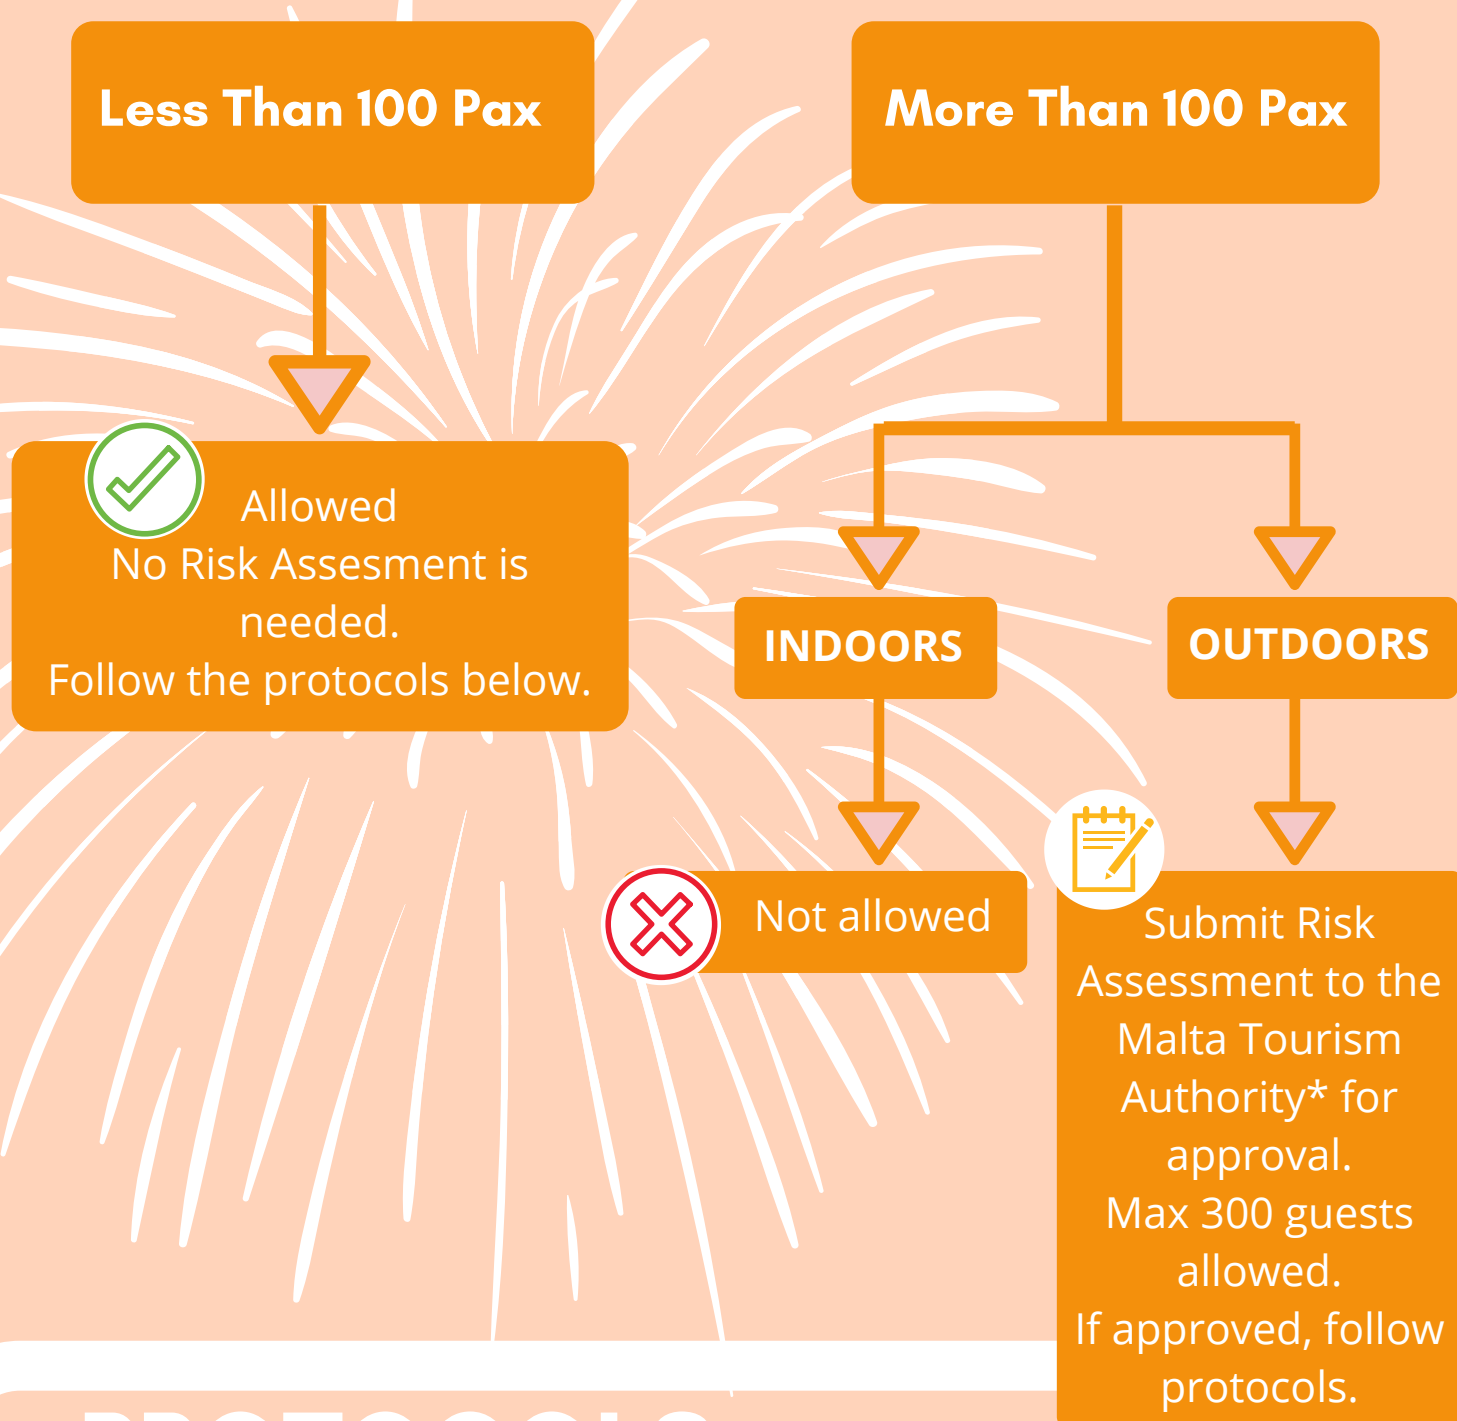 Less Than 100 Pax
More Than 100 Pax
Allowed
No Risk Assesment is
needed.
Follow the protocols below.
INDOORS
OUTDOORS
Not allowed
Submit Risk
Assessment to the
Malta Tourism
Authority* for
approval.
Max 300 guests
allowed.
If approved, follow
protocols.
PROTOCOLS